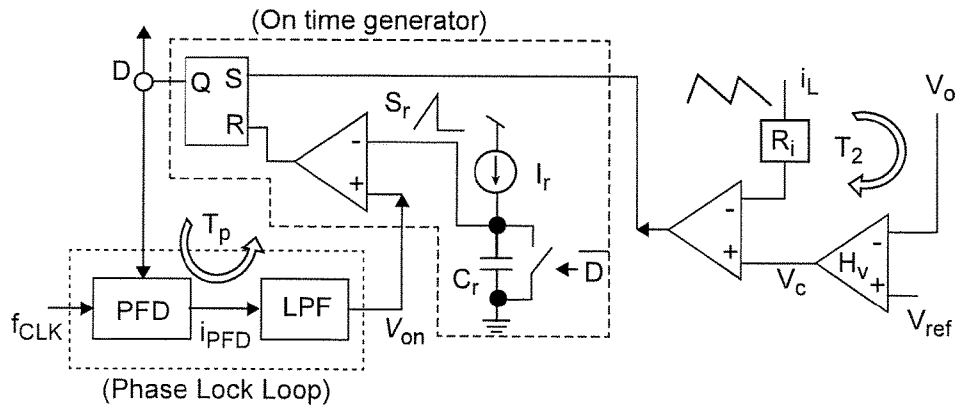 (On time generator)
D
Q
S
R
S_r
-
+
I_r
C_r
D̅
i_L
R_i
V_o
T_2
-
+
V_c
H_v
-
+
V_ref
T_p
f_CLK
PFD
i_PFD
LPF
V_on
(Phase Lock Loop)